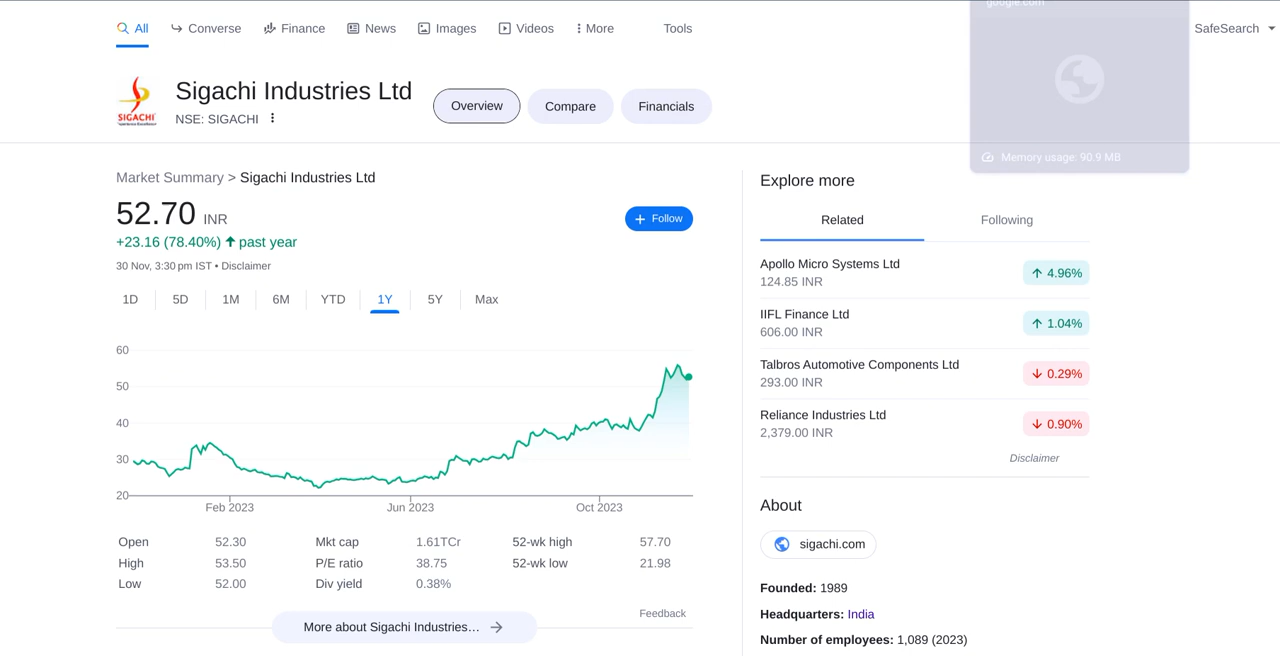 All Converse Finance News Images Videos More Tools SafeSearch
google.com
Memory usage: 90.9 MB
SIGACHI
Sigachi Industries Ltd
NSE: SIGACHI
Overview Compare Financials
Market Summary > Sigachi Industries Ltd
52.70 INR
+23.16 (78.40%) past year
30 Nov, 3:30 pm IST • Disclaimer
Follow
1D 5D 1M 6M YTD 1Y 5Y Max
60
50
40
30
20
Feb 2023 Jun 2023 Oct 2023
Open 52.30 Mkt cap 1.61TCr 52-wk high 57.70
High 53.50 P/E ratio 38.75 52-wk low 21.98
Low 52.00 Div yield 0.38%
Feedback
More about Sigachi Industries…
Explore more
Related Following
Apollo Micro Systems Ltd
124.85 INR
4.96%
IIFL Finance Ltd
606.00 INR
1.04%
Talbros Automotive Components Ltd
293.00 INR
0.29%
Reliance Industries Ltd
2,379.00 INR
0.90%
Disclaimer
About
sigachi.com
Founded: 1989
Headquarters: India
Number of employees: 1,089 (2023)